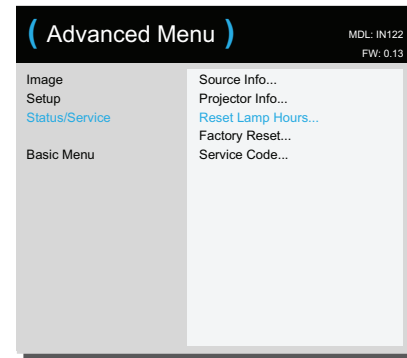 ( Advanced Menu )
MDL: IN122
FW: 0.13
Image
Setup
Status/Service
Basic Menu
Source Info...
Projector Info...
Reset Lamp Hours...
Factory Reset...
Service Code...